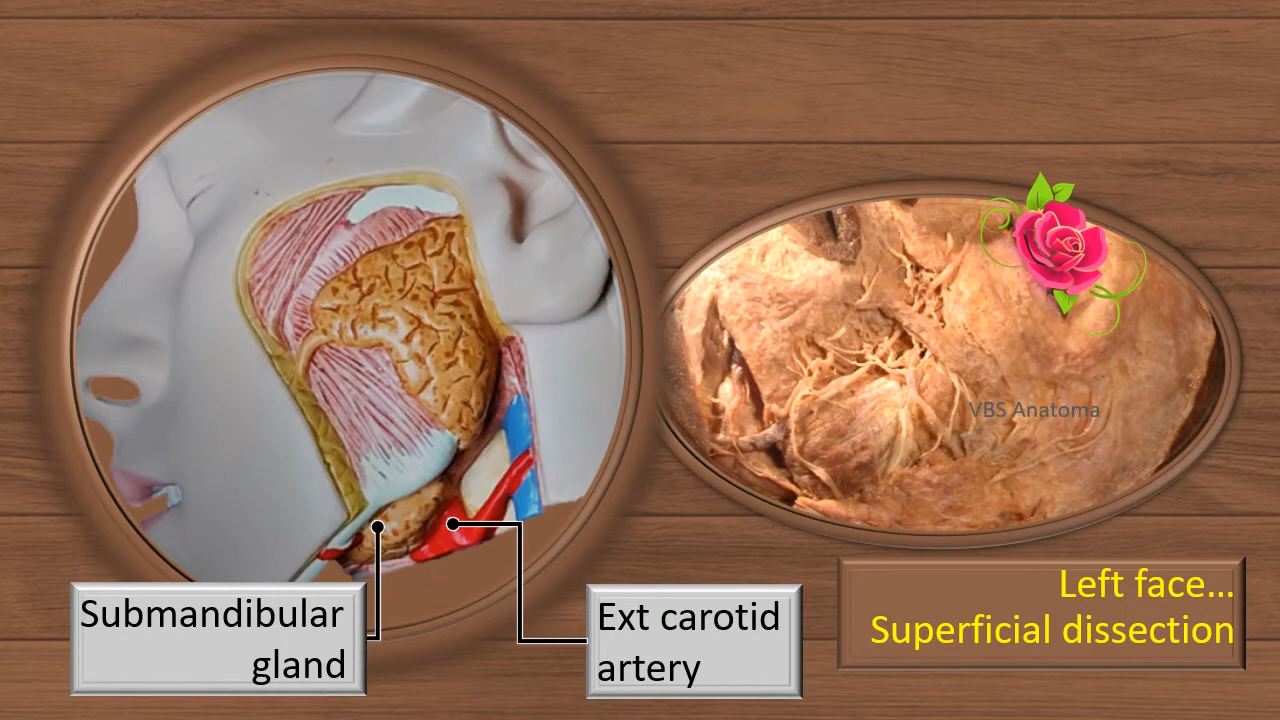 VBS Anatoma
Submandibular
gland
Ext carotid
artery
Left face...
Superficial dissection